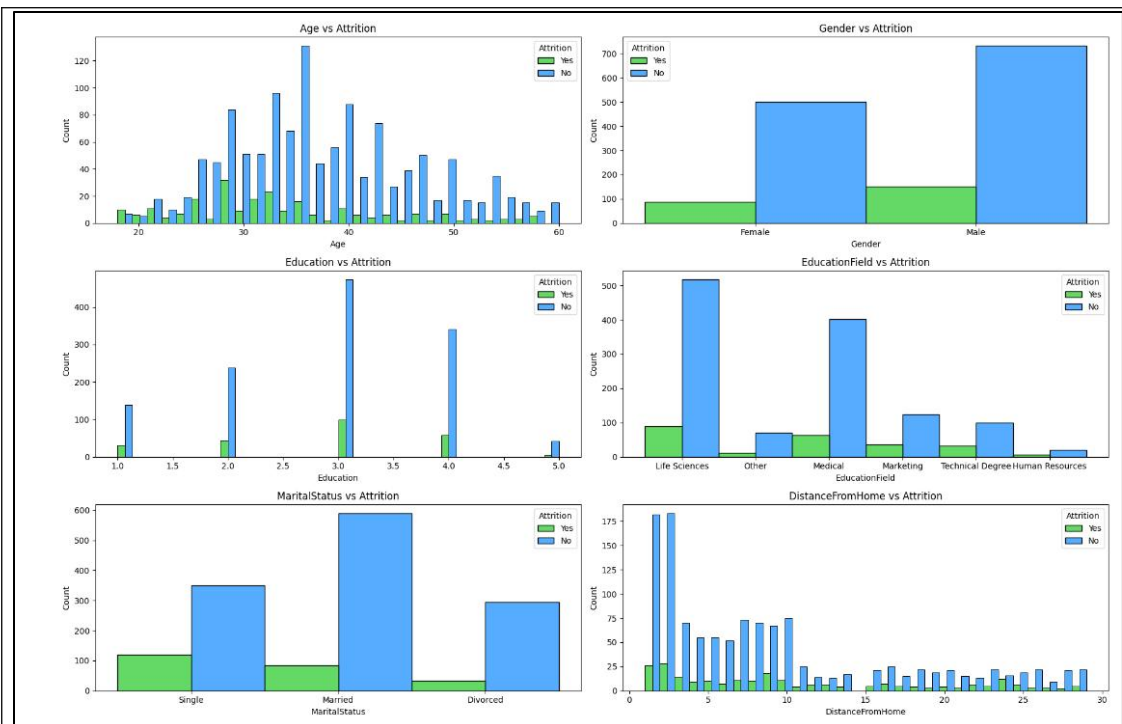 Age vs Attrition
Attrition
Yes
No
Count
120
100
80
60
40
20
0
20 30 40 50 60
Age
Gender vs Attrition
Attrition
Yes
No
Count
700
600
500
400
300
200
100
0
Female Male
Gender
Education vs Attrition
Attrition
Yes
No
Count
400
300
200
100
0
1.0 1.5 2.0 2.5 3.0 3.5 4.0 4.5 5.0
Education
EducationField vs Attrition
Attrition
Yes
No
Count
500
400
300
200
100
0
Life Sciences Other Medical Marketing Technical Degree Human Resources
EducationField
MaritalStatus vs Attrition
Attrition
Yes
No
Count
600
500
400
300
200
100
0
Single Married Divorced
MaritalStatus
DistanceFromHome vs Attrition
Attrition
Yes
No
Count
175
150
125
100
75
50
25
0
0 5 10 15 20 25 30
DistanceFromHome